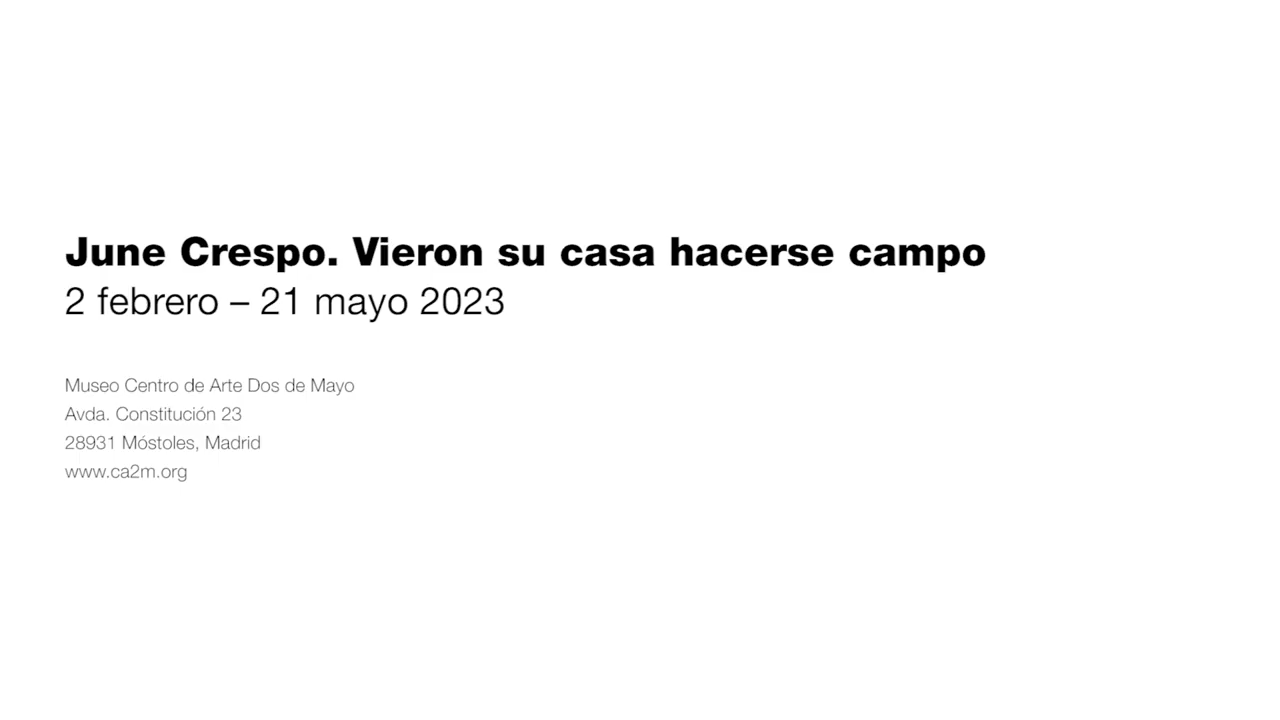 June Crespo. Vieron su casa hacerse campo
2 febrero – 21 mayo 2023
Museo Centro de Arte Dos de Mayo
Avda. Constitución 23
28931 Móstoles, Madrid
www.ca2m.org